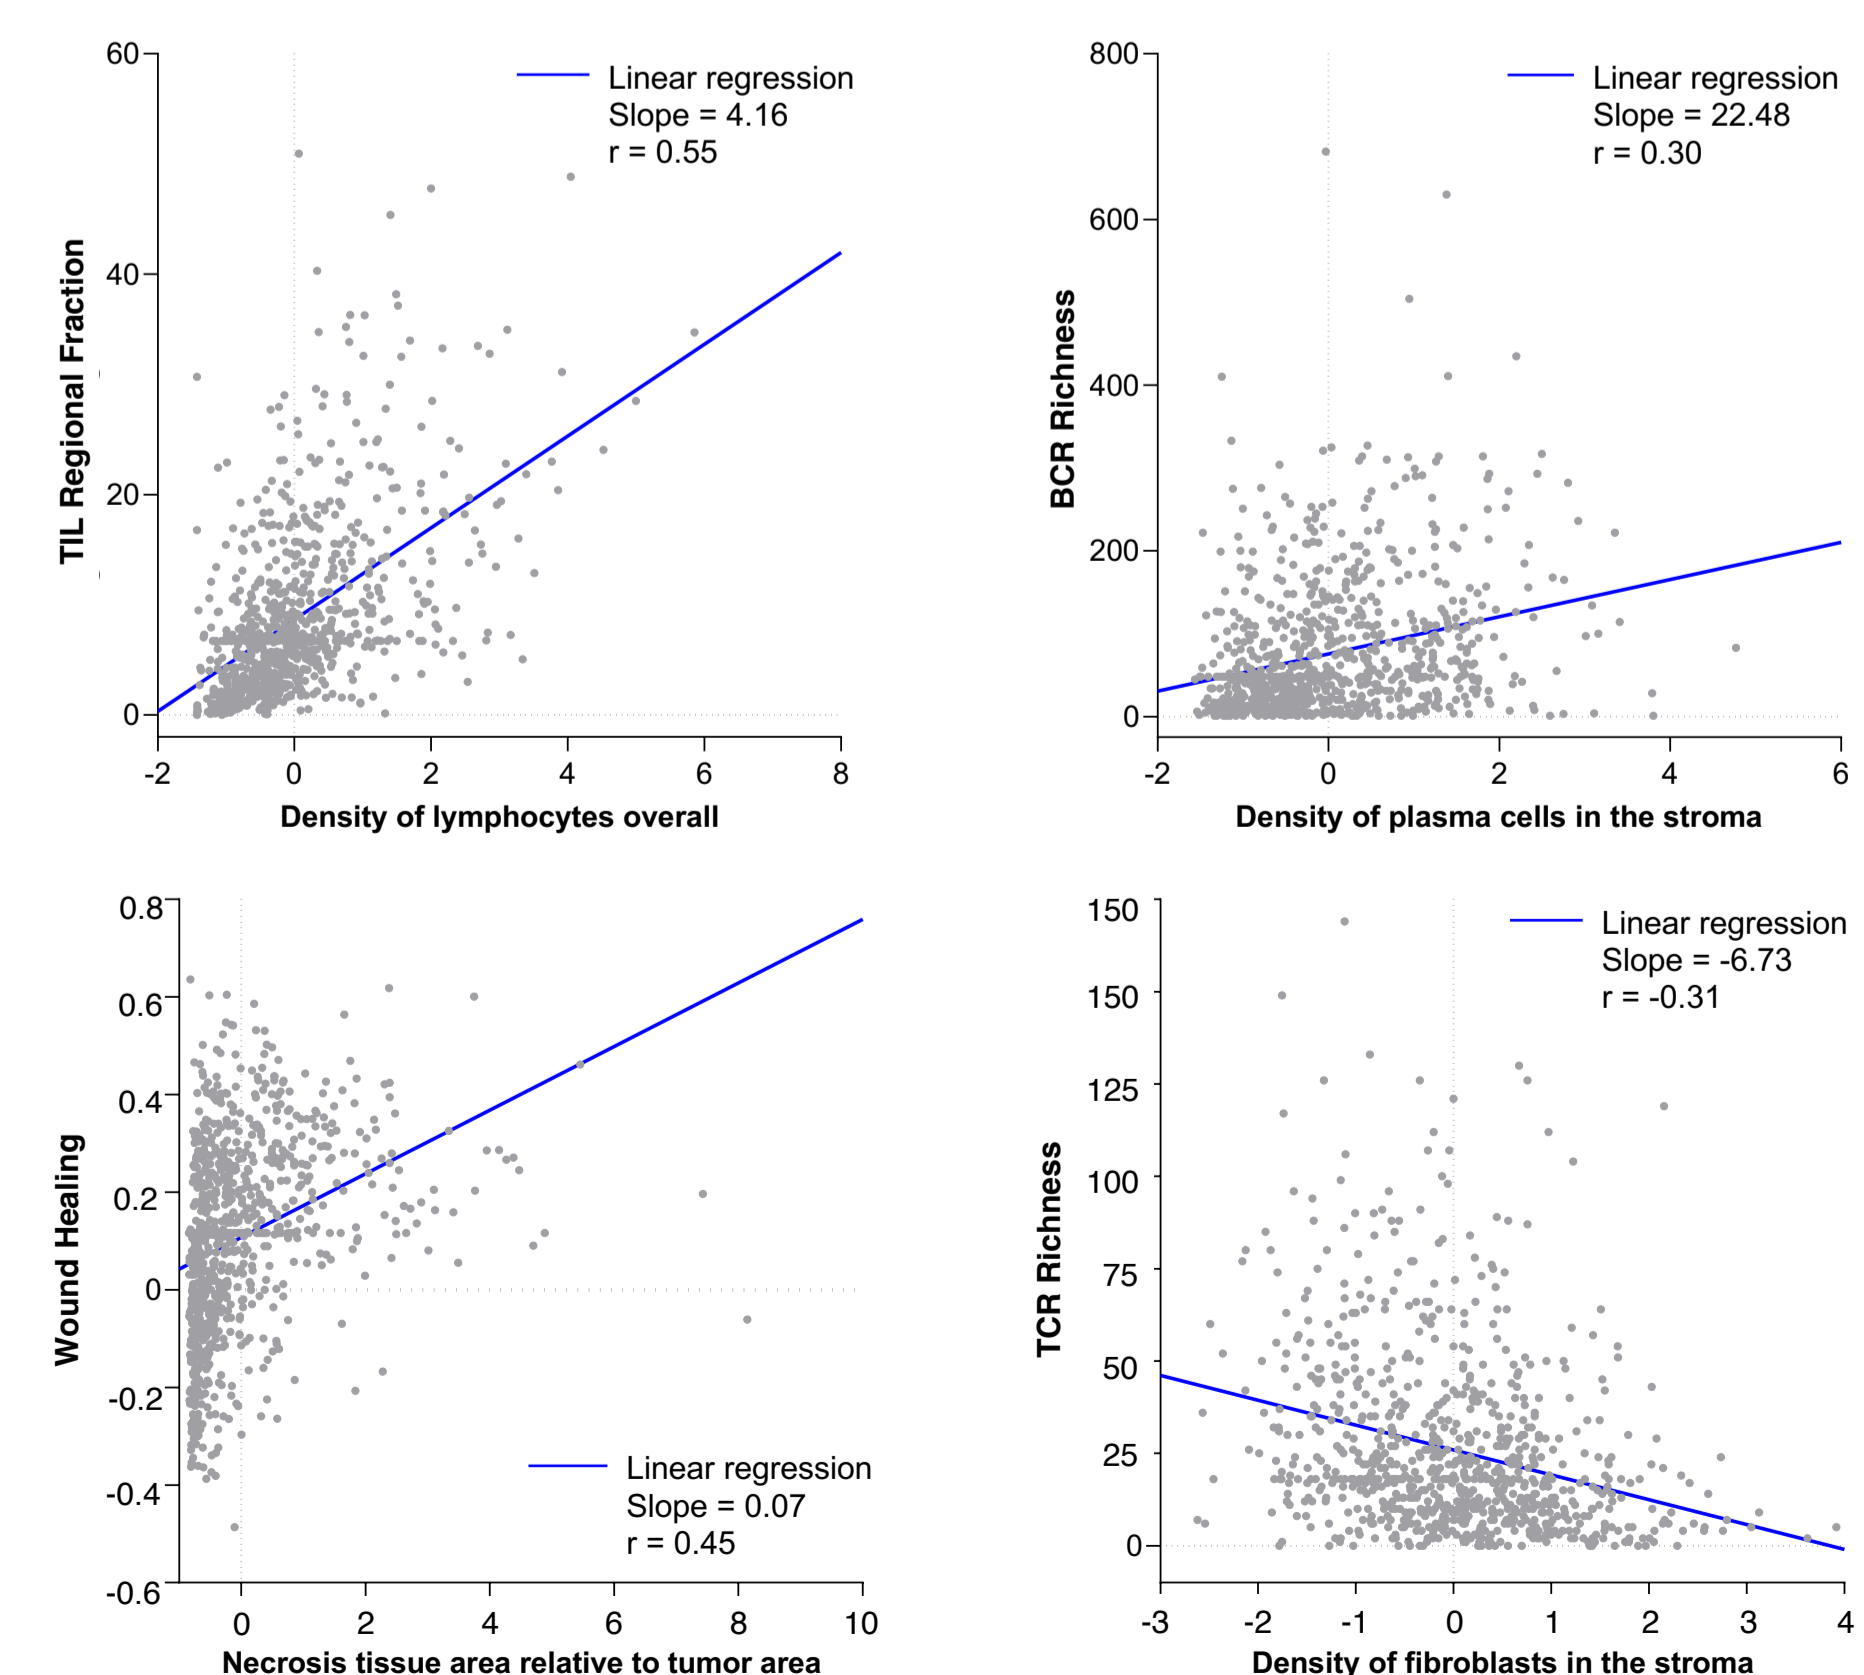 60
40
20
0
-2
0
2
4
6
8
TIL Regional Fraction
Density of lymphocytes overall
Linear regression
Slope = 4.16
r = 0.55
800
600
400
200
0
-2
0
2
4
6
BCR Richness
Density of plasma cells in the stroma
Linear regression
Slope = 22.48
r = 0.30
0.8
0.6
0.4
0.2
0
-0.2
-0.4
-0.6
0
2
4
6
8
10
Wound Healing
Necrosis tissue area relative to tumor area
Linear regression
Slope = 0.07
r = 0.45
150
150
125
100
75
50
25
0
-3
-2
-1
0
1
2
3
4
TCR Richness
Density of fibroblasts in the stroma
Linear regression
Slope = -6.73
r = -0.31